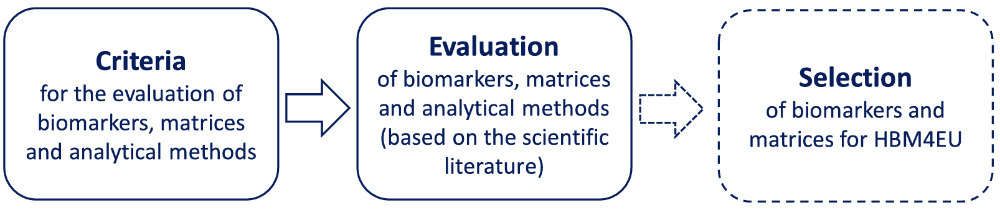 Criteria
for the evaluation of
biomarkers, matrices
and analytical methods
Evaluation
of biomarkers, matrices
and analytical methods
(based on the scientific
literature)
Selection
of biomarkers and
matrices for HBM4EU